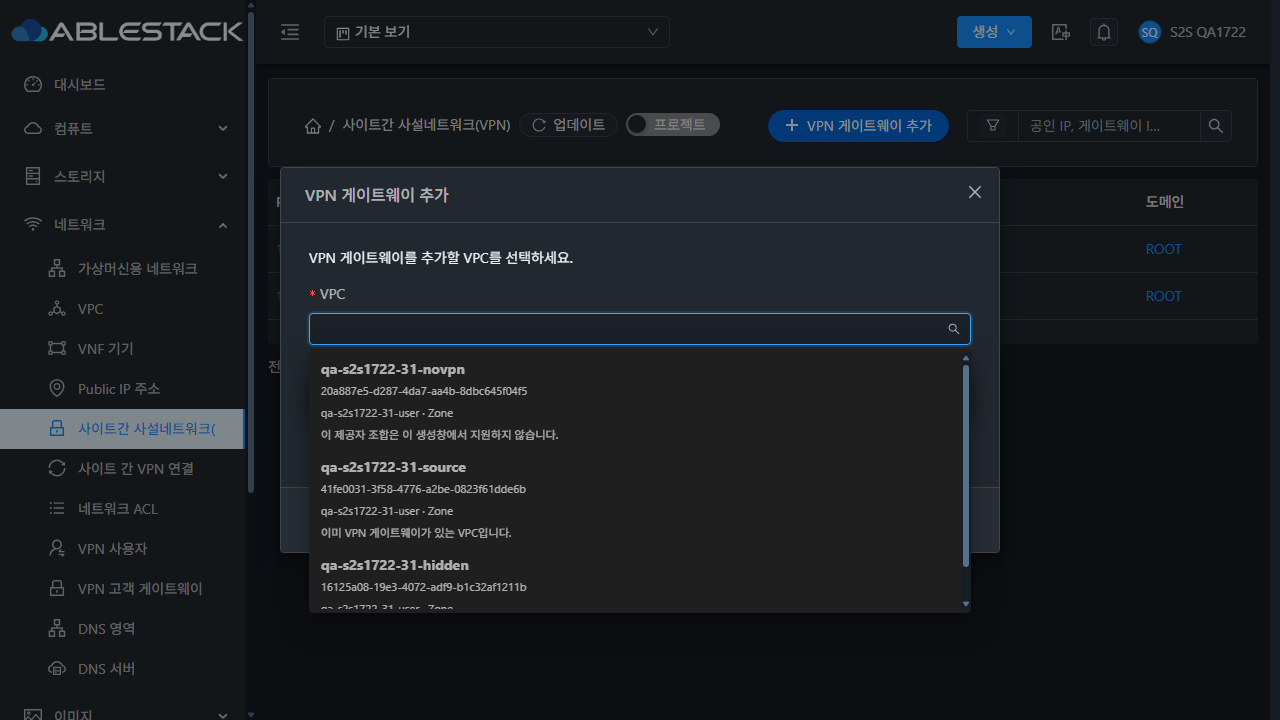 ABLESTACK
기본 보기
생성
SQ
S2S QA1722
대시보드
컴퓨트
스토리지
네트워크
가상머신용 네트워크
VPC
VNF 기기
Public IP 주소
사이트간 사설네트워크(
사이트 간 VPN 연결
네트워크 ACL
VPN 사용자
VPN 고객 게이트웨이
DNS 영역
DNS 서버
이미지
/ 사이트간 사설네트워크(VPN)
업데이트
프로젝트
+ VPN 게이트웨이 추가
공인 IP, 게이트웨이 I...
도메인
ROOT
ROOT
전
VPN 게이트웨이 추가
VPN 게이트웨이를 추가할 VPC를 선택하세요.
* VPC
qa-s2s1722-31-novpn
20a887e5-d287-4da7-aa4b-8dbc645f04f5
qa-s2s1722-31-user · Zone
이 제공자 조합은 이 생성창에서 지원하지 않습니다.
qa-s2s1722-31-source
41fe0031-3f58-4776-a2be-0823f61dde6b
qa-s2s1722-31-user · Zone
이미 VPN 게이트웨이가 있는 VPC입니다.
qa-s2s1722-31-hidden
16125a08-19e3-4072-adf9-b1c32af1211b
qa-s2s1722-31-user · Zone